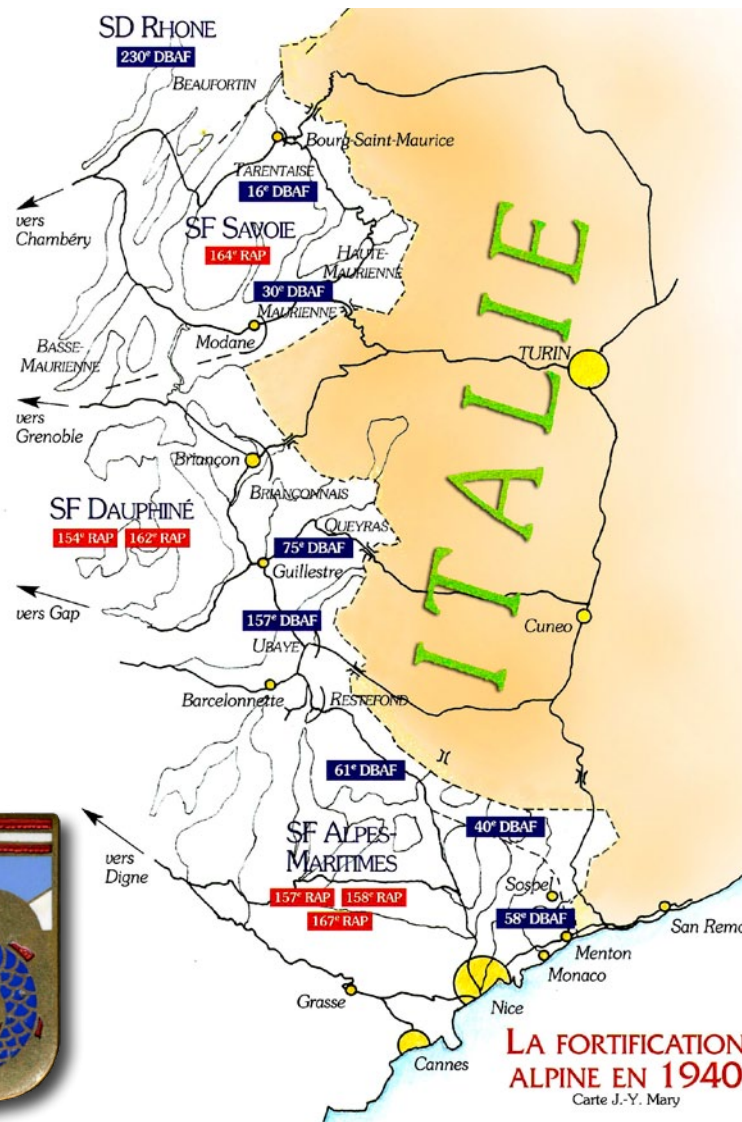 SD RHONE
230e DBAF
BEAUFORTIN
Bourg-Saint-Maurice
TARENTAISE
16e DBAF
vers
Chambéry
SF SAVOIE
164e RAP
HAUTE-
MAURIENNE
30e DBAF
MAURIENNE
Modane
BASSE-
MAURIENNE
ITALIE
TURIN
vers
Grenoble
Briançon
BRIANÇONNAIS
SF DAUPHINÉ
154e RAP 162e RAP
QUEYRAS
75e DBAF
Guillestre
vers Gap
157e DBAF
UBAYE
Cuneo
Barcelonnette
RESTEFOND
61e DBAF
40e DBAF
SF ALPES-
MARITIMES
vers
Digne
157e RAP 158e RAP
167e RAP
Sospel
58e DBAF
San Remo
Menton
Monaco
Grasse
Nice
Cannes
LA FORTIFICATION
ALPINE EN 1940
Carte J.-Y. Mary